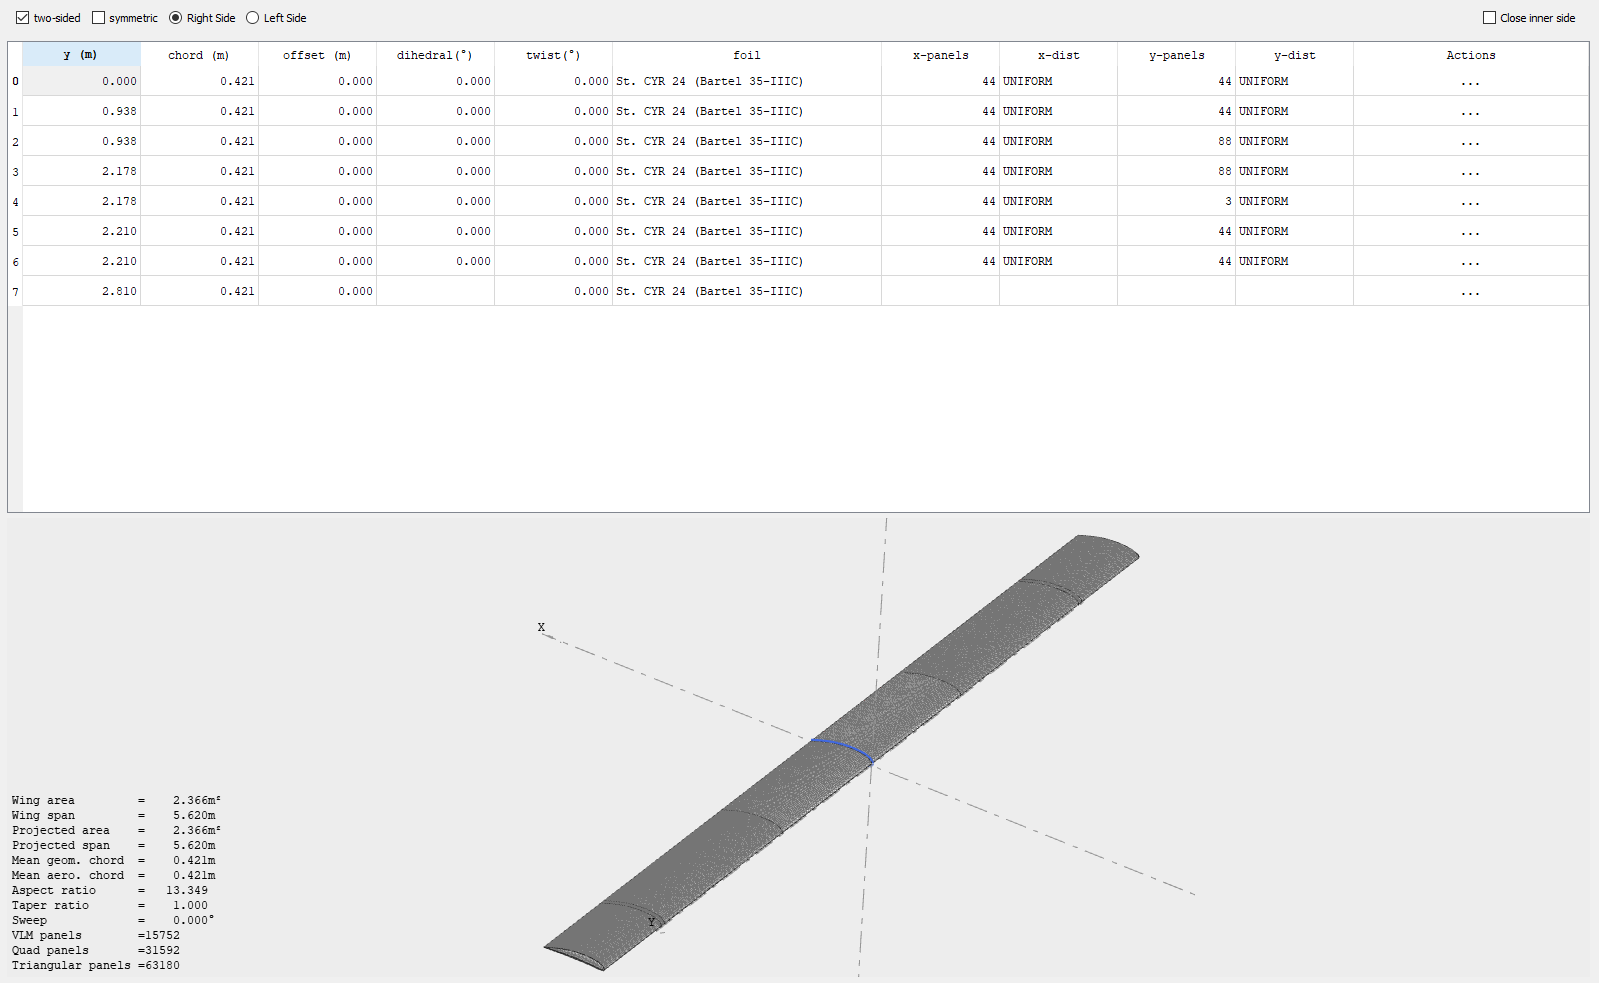 two-sided symmetric Right Side Left Side Close inner side
y (m) chord (m) offset (m) dihedral(°) twist(°) foil x-panels x-dist y-panels y-dist Actions
0 0.000 0.421 0.000 0.000 0.000 St. CYR 24 (Bartel 35-IIIC) 44 UNIFORM 44 UNIFORM ...
1 0.938 0.421 0.000 0.000 0.000 St. CYR 24 (Bartel 35-IIIC) 44 UNIFORM 44 UNIFORM ...
2 0.938 0.421 0.000 0.000 0.000 St. CYR 24 (Bartel 35-IIIC) 44 UNIFORM 88 UNIFORM ...
3 2.178 0.421 0.000 0.000 0.000 St. CYR 24 (Bartel 35-IIIC) 44 UNIFORM 88 UNIFORM ...
4 2.178 0.421 0.000 0.000 0.000 St. CYR 24 (Bartel 35-IIIC) 44 UNIFORM 3 UNIFORM ...
5 2.210 0.421 0.000 0.000 0.000 St. CYR 24 (Bartel 35-IIIC) 44 UNIFORM 44 UNIFORM ...
6 2.210 0.421 0.000 0.000 0.000 St. CYR 24 (Bartel 35-IIIC) 44 UNIFORM 44 UNIFORM ...
7 2.810 0.421 0.000 0.000 St. CYR 24 (Bartel 35-IIIC) ...
X
Y
Wing area = 2.366m²
Wing span = 5.620m
Projected area = 2.366m²
Projected span = 5.620m
Mean geom. chord = 0.421m
Mean aero. chord = 0.421m
Aspect ratio = 13.349
Taper ratio = 1.000
Sweep = 0.000°
VLM panels =15752
Quad panels =31592
Triangular panels =63180